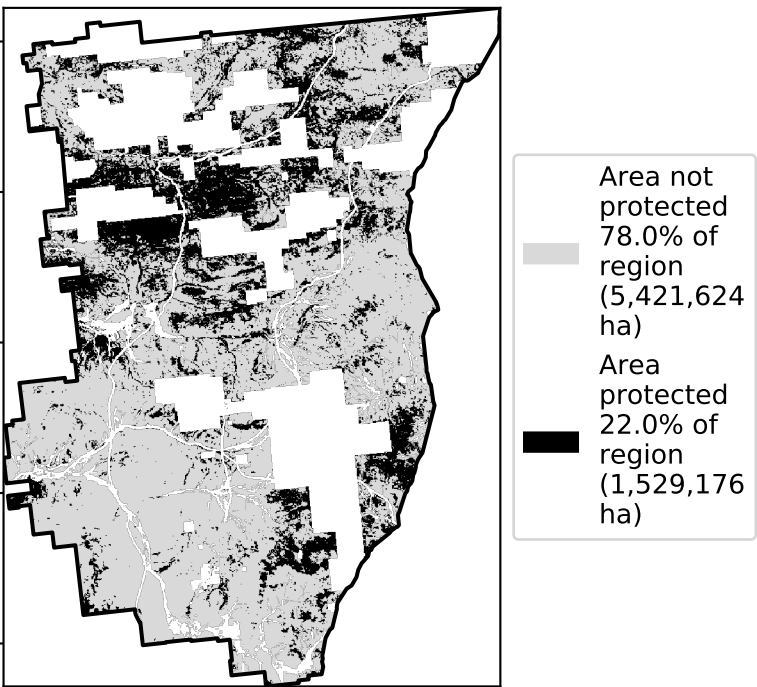 Area not
protected
78.0% of
region
(5,421,624
ha)
Area
protected
22.0% of
region
(1,529,176
ha)